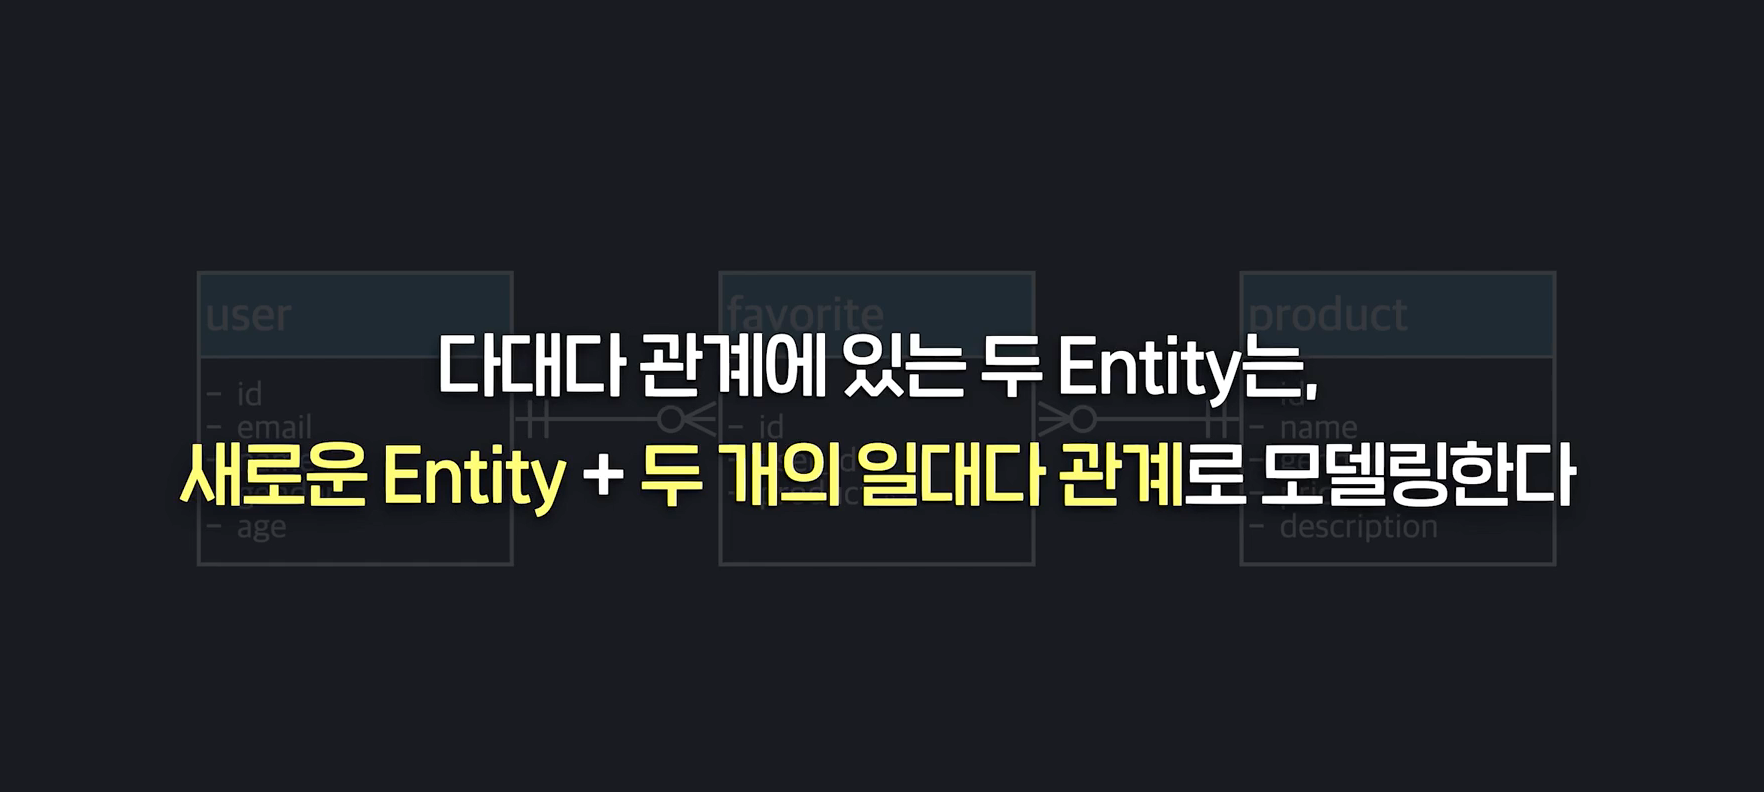 user
favorite
product
다대다 관계에 있는 두 Entity는,
- id
- email
- id
- name
새로운 Entity + 두 개의 일대다 관계로 모델링한다
- age
- description